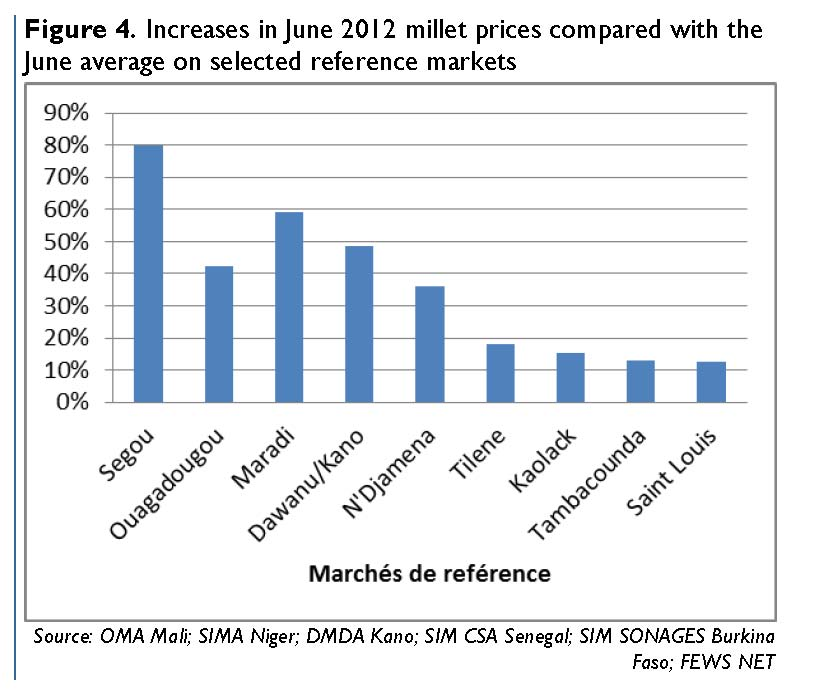 Figure 4. Increases in June 2012 millet prices compared with the
June average on selected reference markets
90%
80%
70%
60%
50%
40%
30%
20%
10%
0%
Segou
Ouagadougou
Maradi
Dawanu/Kano
N'Djamena
Tilene
Kaolack
Tambacounda
Saint Louis
Marchés de reférence
Source: OMA Mali; SIMA Niger; DMDA Kano; SIM CSA Senegal; SIM SONAGES Burkina
Faso; FEWS NET